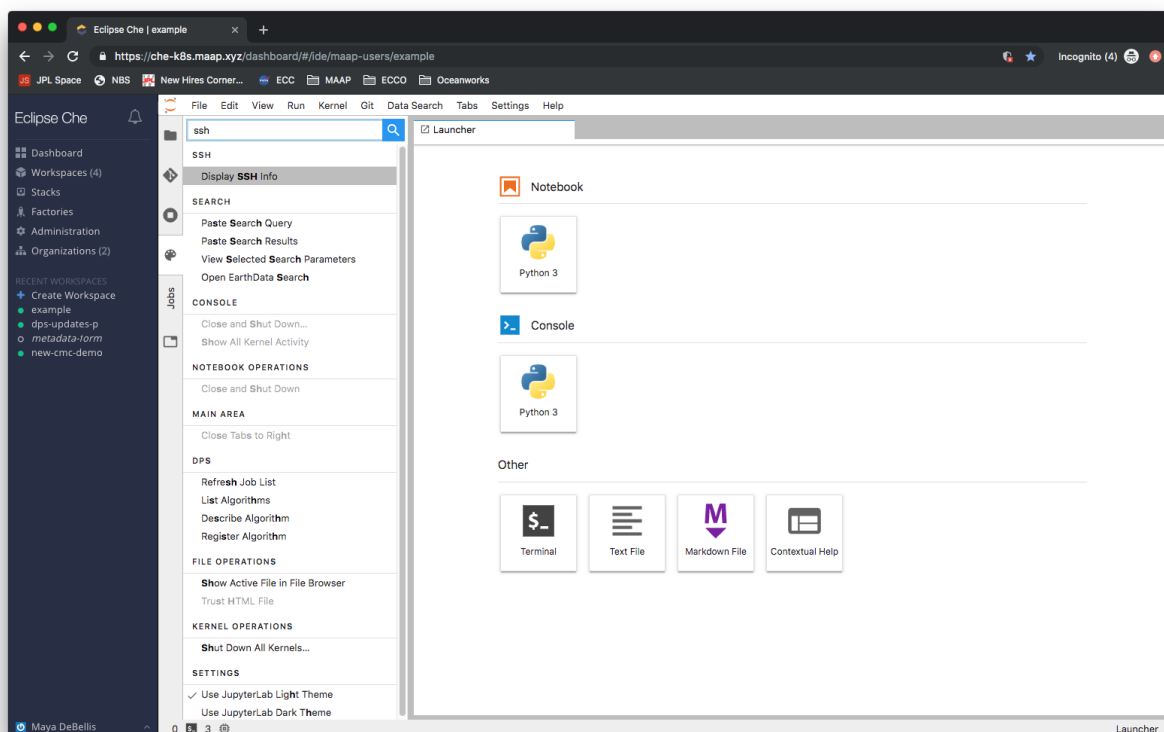 Eclipse Che | example
https://che-k8s.maap.xyz/dashboard/#/ide/maap-users/example
Incognito (4)
JS JPL Space NBS New Hires Corner... ECC MAAP ECCO Oceanworks
Eclipse Che
Dashboard
Workspaces (4)
Stacks
Factories
Administration
Organizations (2)
RECENT WORKSPACES
Create Workspace
example
dps-updates-p
metadata-form
new-cmc-demo
Maya DeBellis
File Edit View Run Kernel Git Data Search Tabs Settings Help
Jobs
ssh
SSH
Display SSH Info
SEARCH
Paste Search Query
Paste Search Results
View Selected Search Parameters
Open EarthData Search
CONSOLE
Close and Shut Down...
Show All Kernel Activity
NOTEBOOK OPERATIONS
Close and Shut Down
MAIN AREA
Close Tabs to Right
DPS
Refresh Job List
List Algorithms
Describe Algorithm
Register Algorithm
FILE OPERATIONS
Show Active File in File Browser
Trust HTML File
KERNEL OPERATIONS
Shut Down All Kernels...
SETTINGS
Use JupyterLab Light Theme
Use JupyterLab Dark Theme
Launcher
Notebook
Python 3
Console
Python 3
Other
$_
M
Terminal Text File Markdown File Contextual Help
0 $_ 3
Launcher